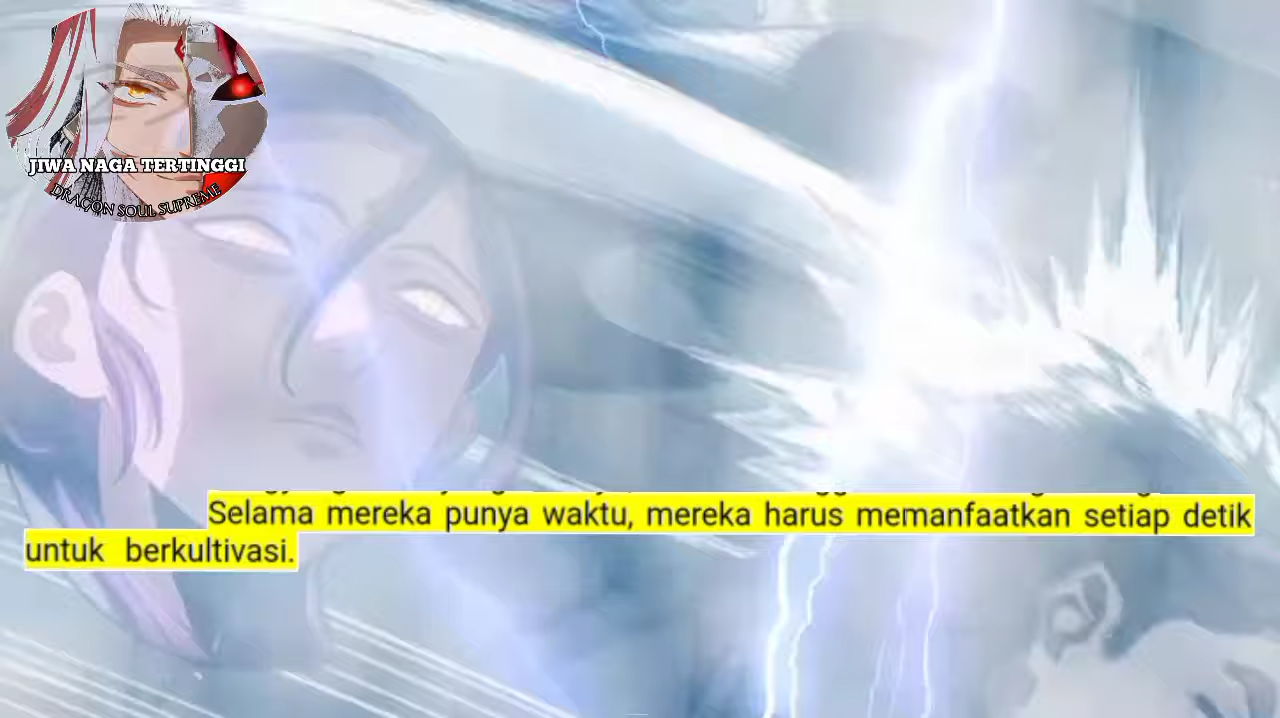 JIWA NAGA TERTINGGI
DRAGON SOUL SUPREME
Selama mereka punya waktu, mereka harus memanfaatkan setiap detik
untuk berkultivasi.